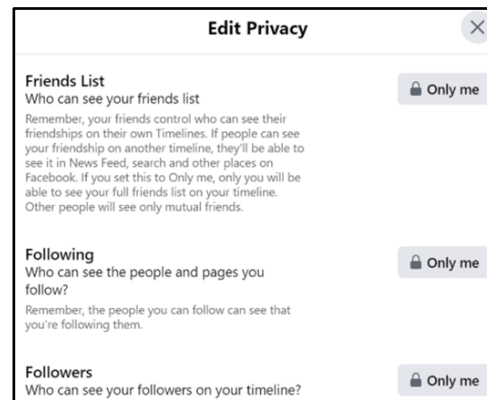 Edit Privacy
Friends List
Only me
Who can see your friends list
Remember, your friends control who can see their
friendships on their own Timelines. If people can see
your friendship on another timeline, they'll be able to
see it in News Feed, search and other places on
Facebook. If you set this to Only me, only you will be
able to see your full friends list on your timeline.
Other people will see only mutual friends.
Following
Only me
Who can see the people and pages you
follow?
Remember, the people you can follow can see that
you're following them.
Followers
Only me
Who can see your followers on your timeline?